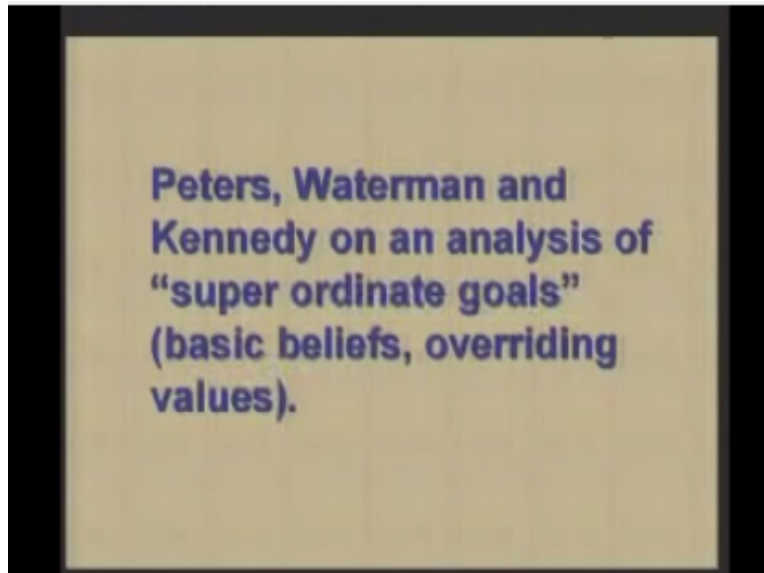 Peters, Waterman and
Kennedy on an analysis of
“super ordinate goals”
(basic beliefs, overriding
values).